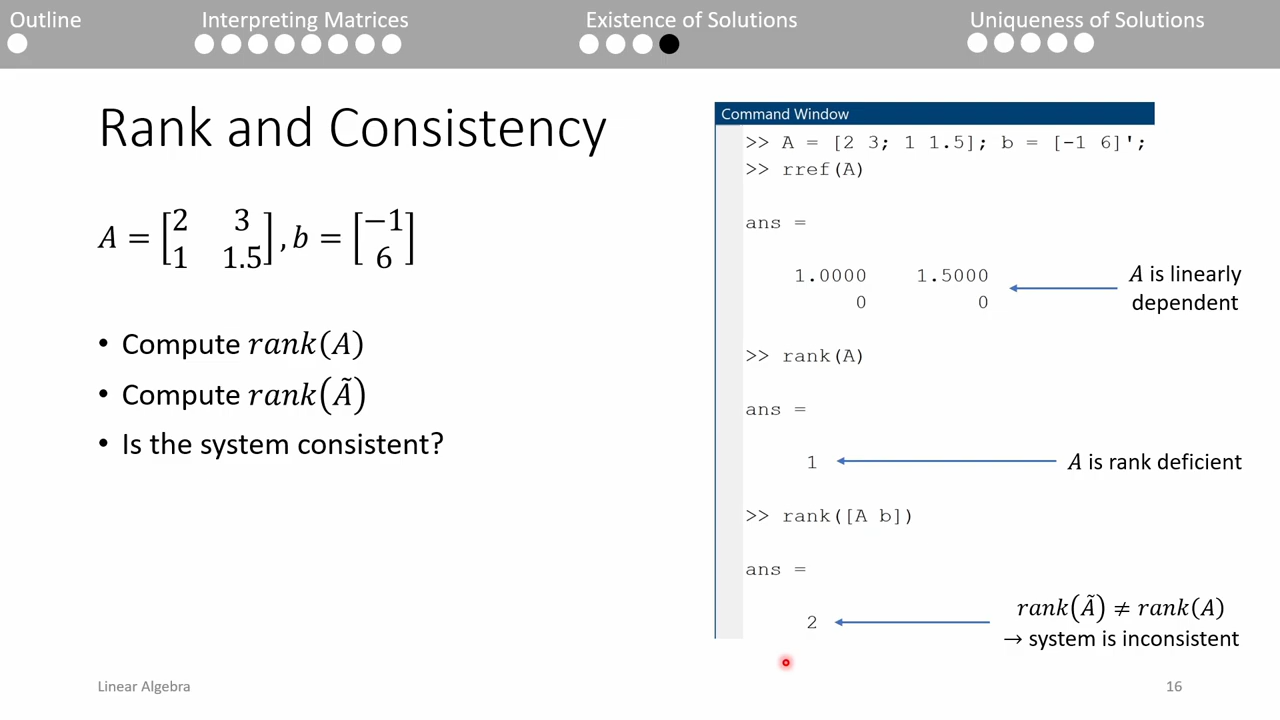 Outline
Interpreting Matrices
Existence of Solutions
Uniqueness of Solutions
Rank and Consistency
A = [2 3; 1 1.5], b = [−1; 6]
• Compute rank(A)
• Compute rank(Ã)
• Is the system consistent?
Command Window
>> A = [2 3; 1 1.5]; b = [-1 6]';
>> rref(A)
ans =
1.0000 1.5000
0 0
A is linearly
dependent
>> rank(A)
ans =
1
A is rank deficient
>> rank([A b])
ans =
2
rank(Ã) ≠ rank(A)
→ system is inconsistent
Linear Algebra
16